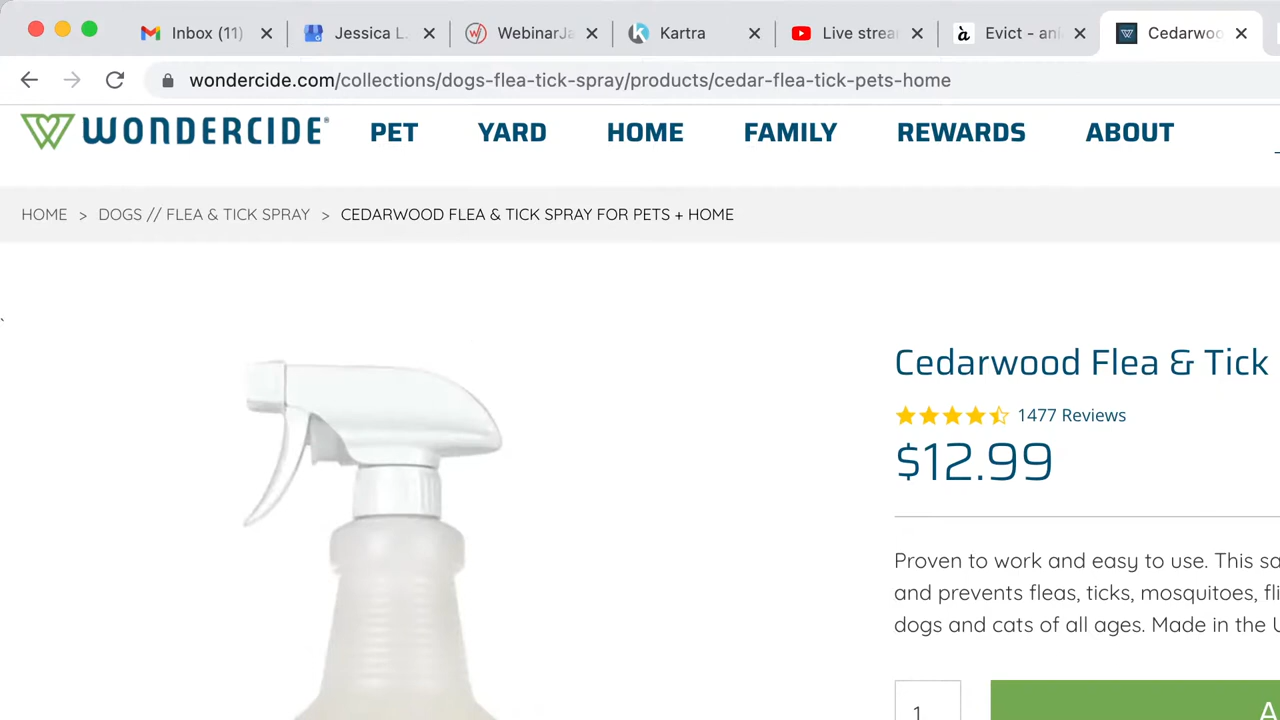 Inbox (11)
Jessica L.
WebinarJa
Kartra
Live strea
Evict - ani
Cedarwoo
wondercide.com/collections/dogs-flea-tick-spray/products/cedar-flea-tick-pets-home
WONDERCIDE®
PET
YARD
HOME
FAMILY
REWARDS
ABOUT
HOME > DOGS // FLEA & TICK SPRAY > CEDARWOOD FLEA & TICK SPRAY FOR PETS + HOME
`
Cedarwood Flea & Tick
1477 Reviews
$12.99
Proven to work and easy to use. This sa
and prevents fleas, ticks, mosquitoes, fli
dogs and cats of all ages. Made in the U
1
A